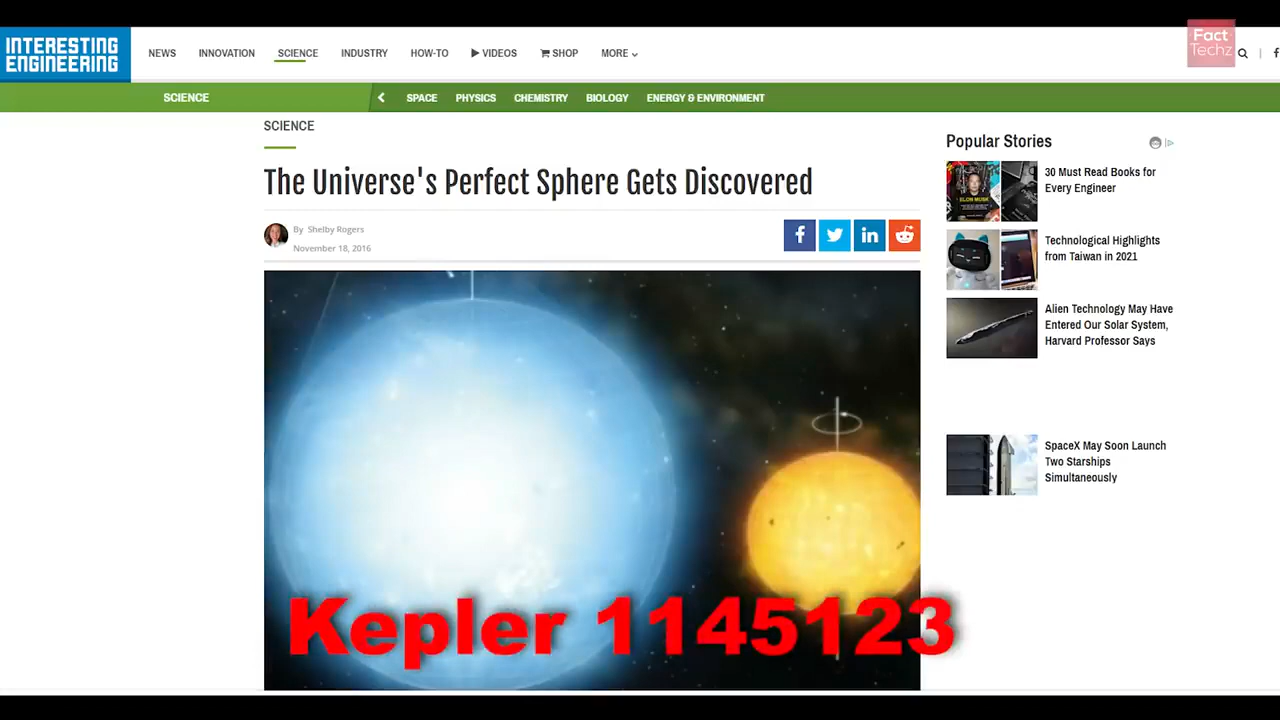 INTERESTING
ENGINEERING
NEWS INNOVATION SCIENCE INDUSTRY HOW-TO VIDEOS SHOP MORE
Fact
Techz
SCIENCE SPACE PHYSICS CHEMISTRY BIOLOGY ENERGY & ENVIRONMENT
SCIENCE
The Universe's Perfect Sphere Gets Discovered
By Shelby Rogers
November 18, 2016
Popular Stories
30 Must Read Books for
Every Engineer
ELON MUSK
Technological Highlights
from Taiwan in 2021
Alien Technology May Have
Entered Our Solar System,
Harvard Professor Says
SpaceX May Soon Launch
Two Starships
Simultaneously
Kepler 1145123